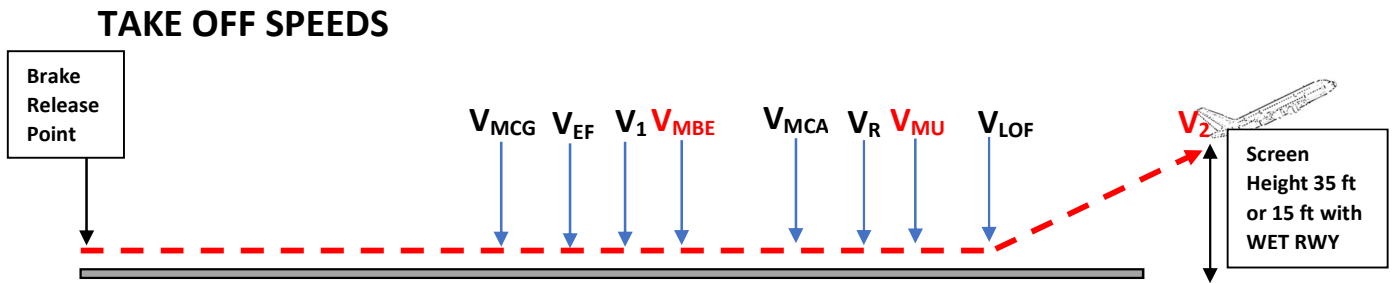 TAKE OFF SPEEDS
Brake
Release
Point
VMCG VEF V1 VMBE VMCA VR VMU VLOF V2
Screen
Height 35 ft
or 15 ft with
WET RWY